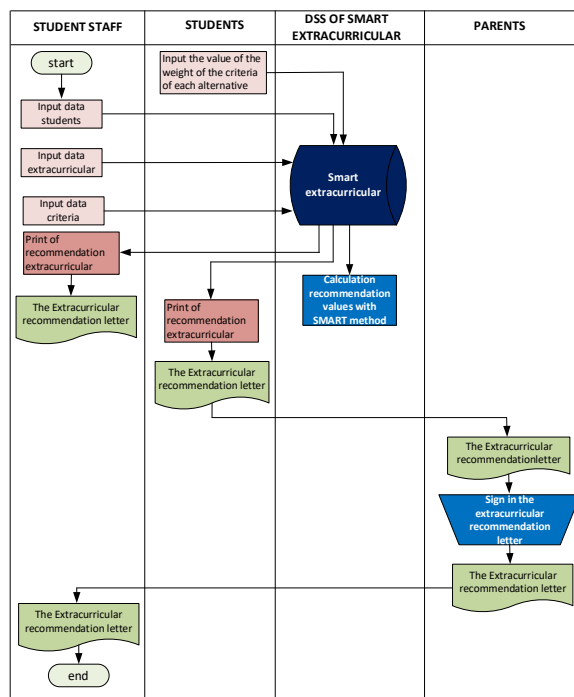 STUDENT STAFF
STUDENTS
DSS OF SMART
EXTRACURRICULAR
PARENTS
start
Input data
students
Input the value of the
weight of the criteria
of each alternative
Input data
extracurricular
Smart
extracurricular
Input data
criteria
Print of
recommendation
extracurricular
The Extracurricular
recommendation letter
Print of
recommendation
extracurricular
Calculation
recommendation
values with
SMART method
The Extracurricular
recommendation letter
The Extracurricular
recommendationletter
Sign in the
extracurricular
recommendation
letter
The Extracurricular
recommendation letter
The Extracurricular
recommendation letter
end